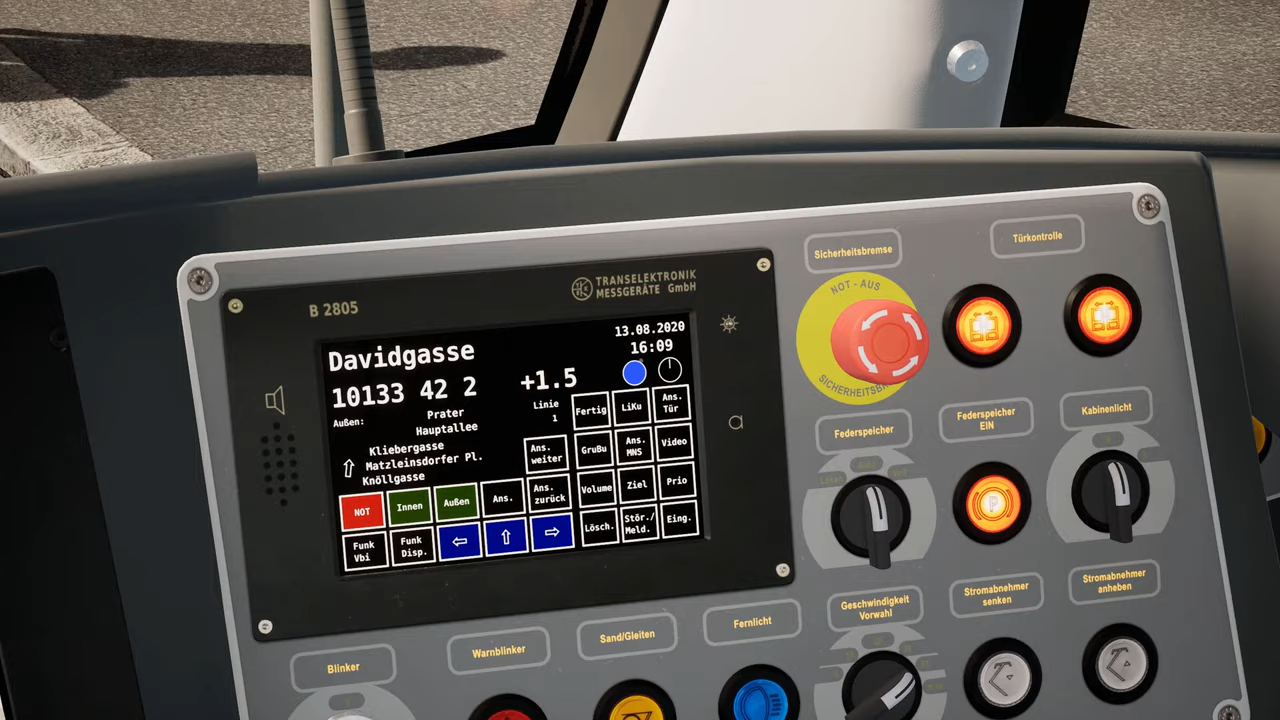 B 2805
TRANSELEKTRONIK
MESSGERÄTE GmbH
13.08.2020
16:09
Davidgasse
10133 42 2
+1.5
Außen:
Prater
Hauptallee
Linie
1
Kliebergasse
Matzleinsdorfer Pl.
Knöllgasse
Fertig
LiKu
Ans.
Tür
Ans.
weiter
GruBu
Ans.
MNS
Video
NOT
Innen
Außen
Ans.
Ans.
zurück
Volume
Ziel
Prio
Funk
Vbi
Funk
Disp.
Lösch.
Stör./
Meld.
Eing.
Sicherheitsbremse
Türkontrolle
NOT - AUS
Federspeicher
Federspeicher
EIN
Kabinenlicht
P
Geschwindigkeit
Vorwahl
Stromabnehmer
senken
Stromabnehmer
anheben
Blinker
Warnblinker
Sand/Gleiten
Fernlicht